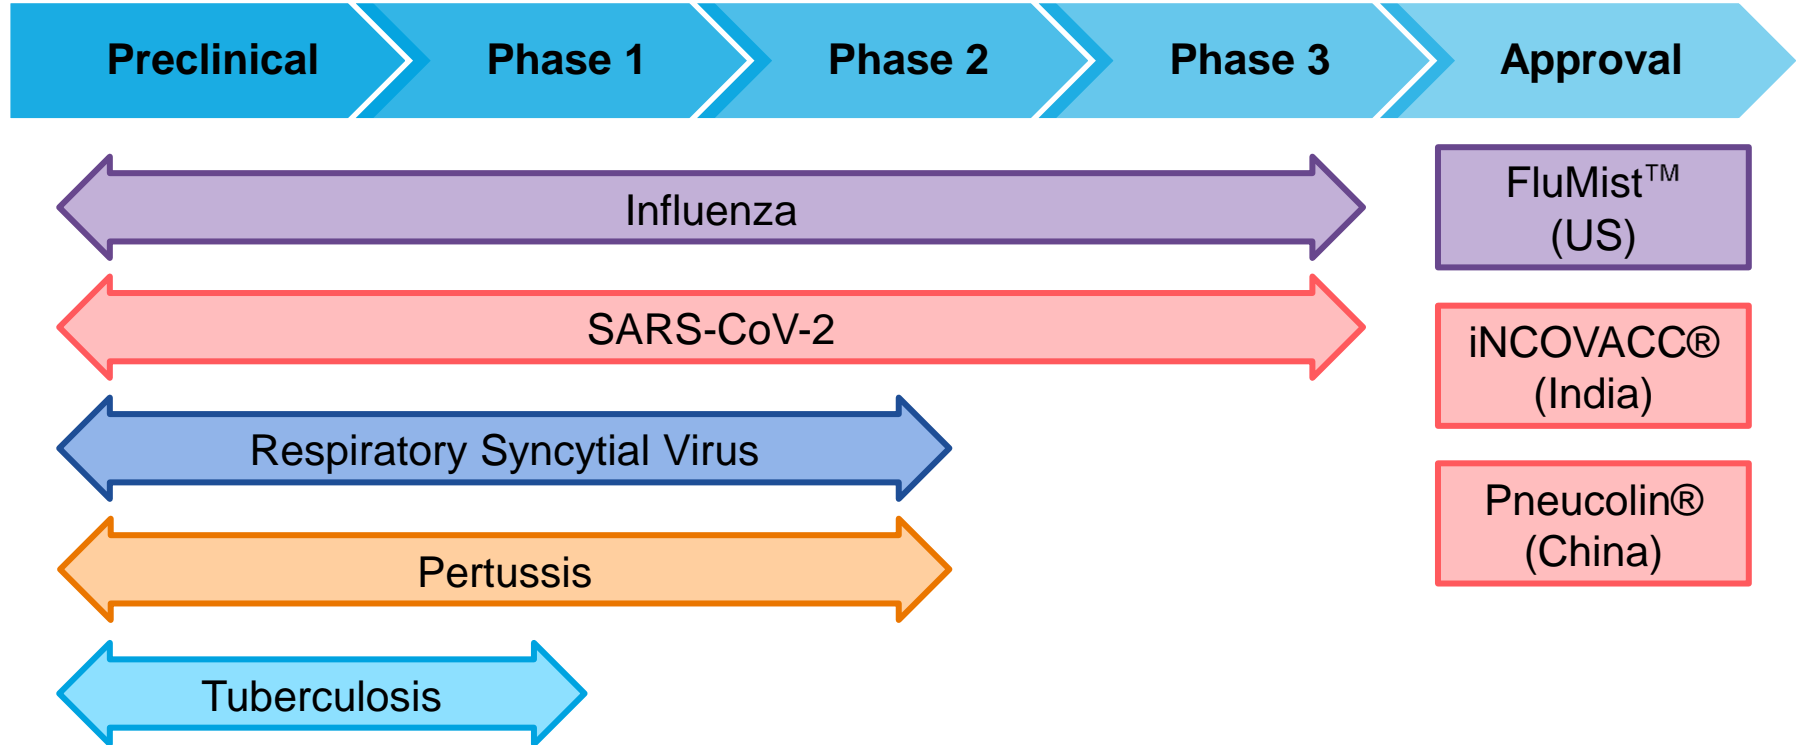 Preclinical
Phase 1
Phase 2
Phase 3
Approval
Influenza
SARS-CoV-2
Respiratory Syncytial Virus
Pertussis
Tuberculosis
FluMist™
(US)
iNCOVACC®
(India)
Pneucolin®
(China)